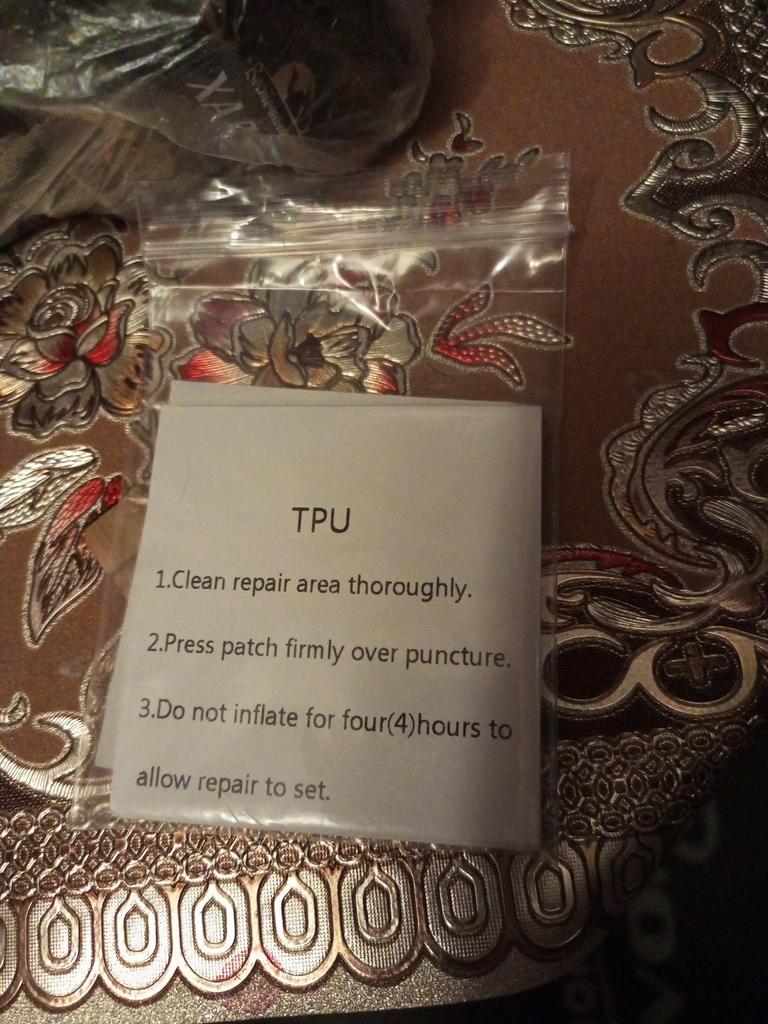 TPU
1.Clean repair area thoroughly.
2.Press patch firmly over puncture.
3.Do not inflate for four(4)hours to
allow repair to set.